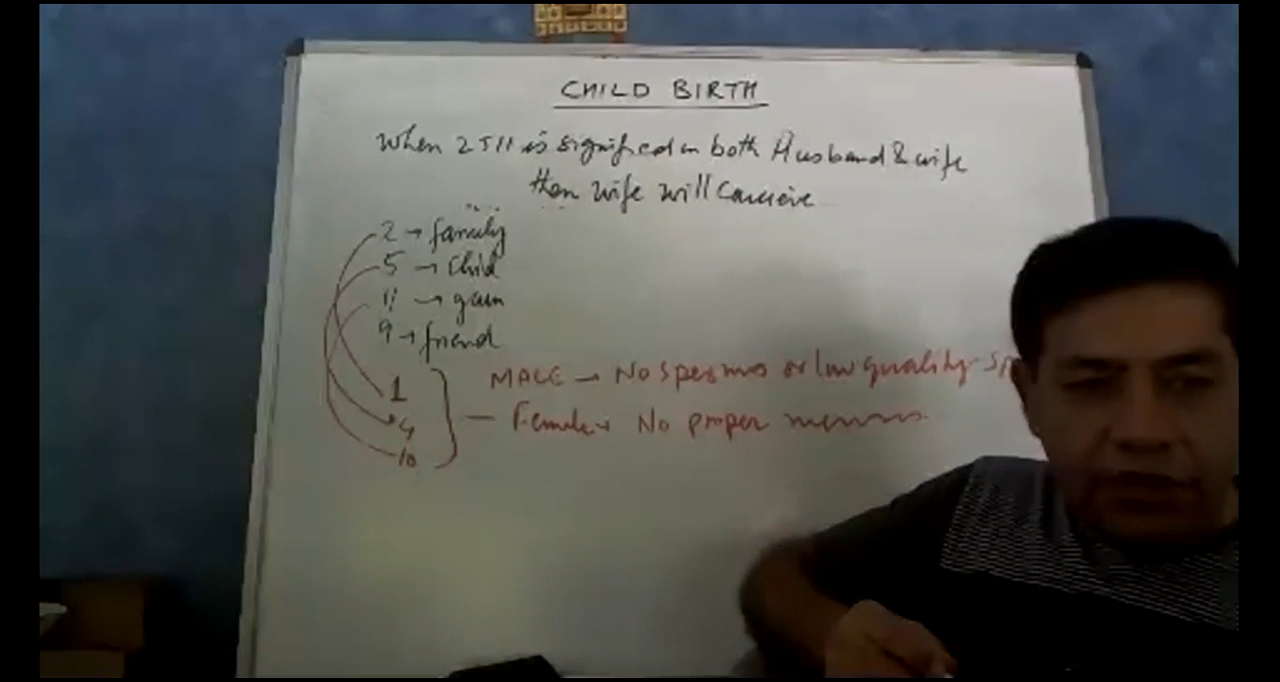 CHILD BIRTH
When 2 5 11 is signified in both Husband & wife
then wife will conceive
2 → family
5 → child
11 → gain
9 → friend
1
MALE → No sperms or low quality
4
Female → No proper menses
10